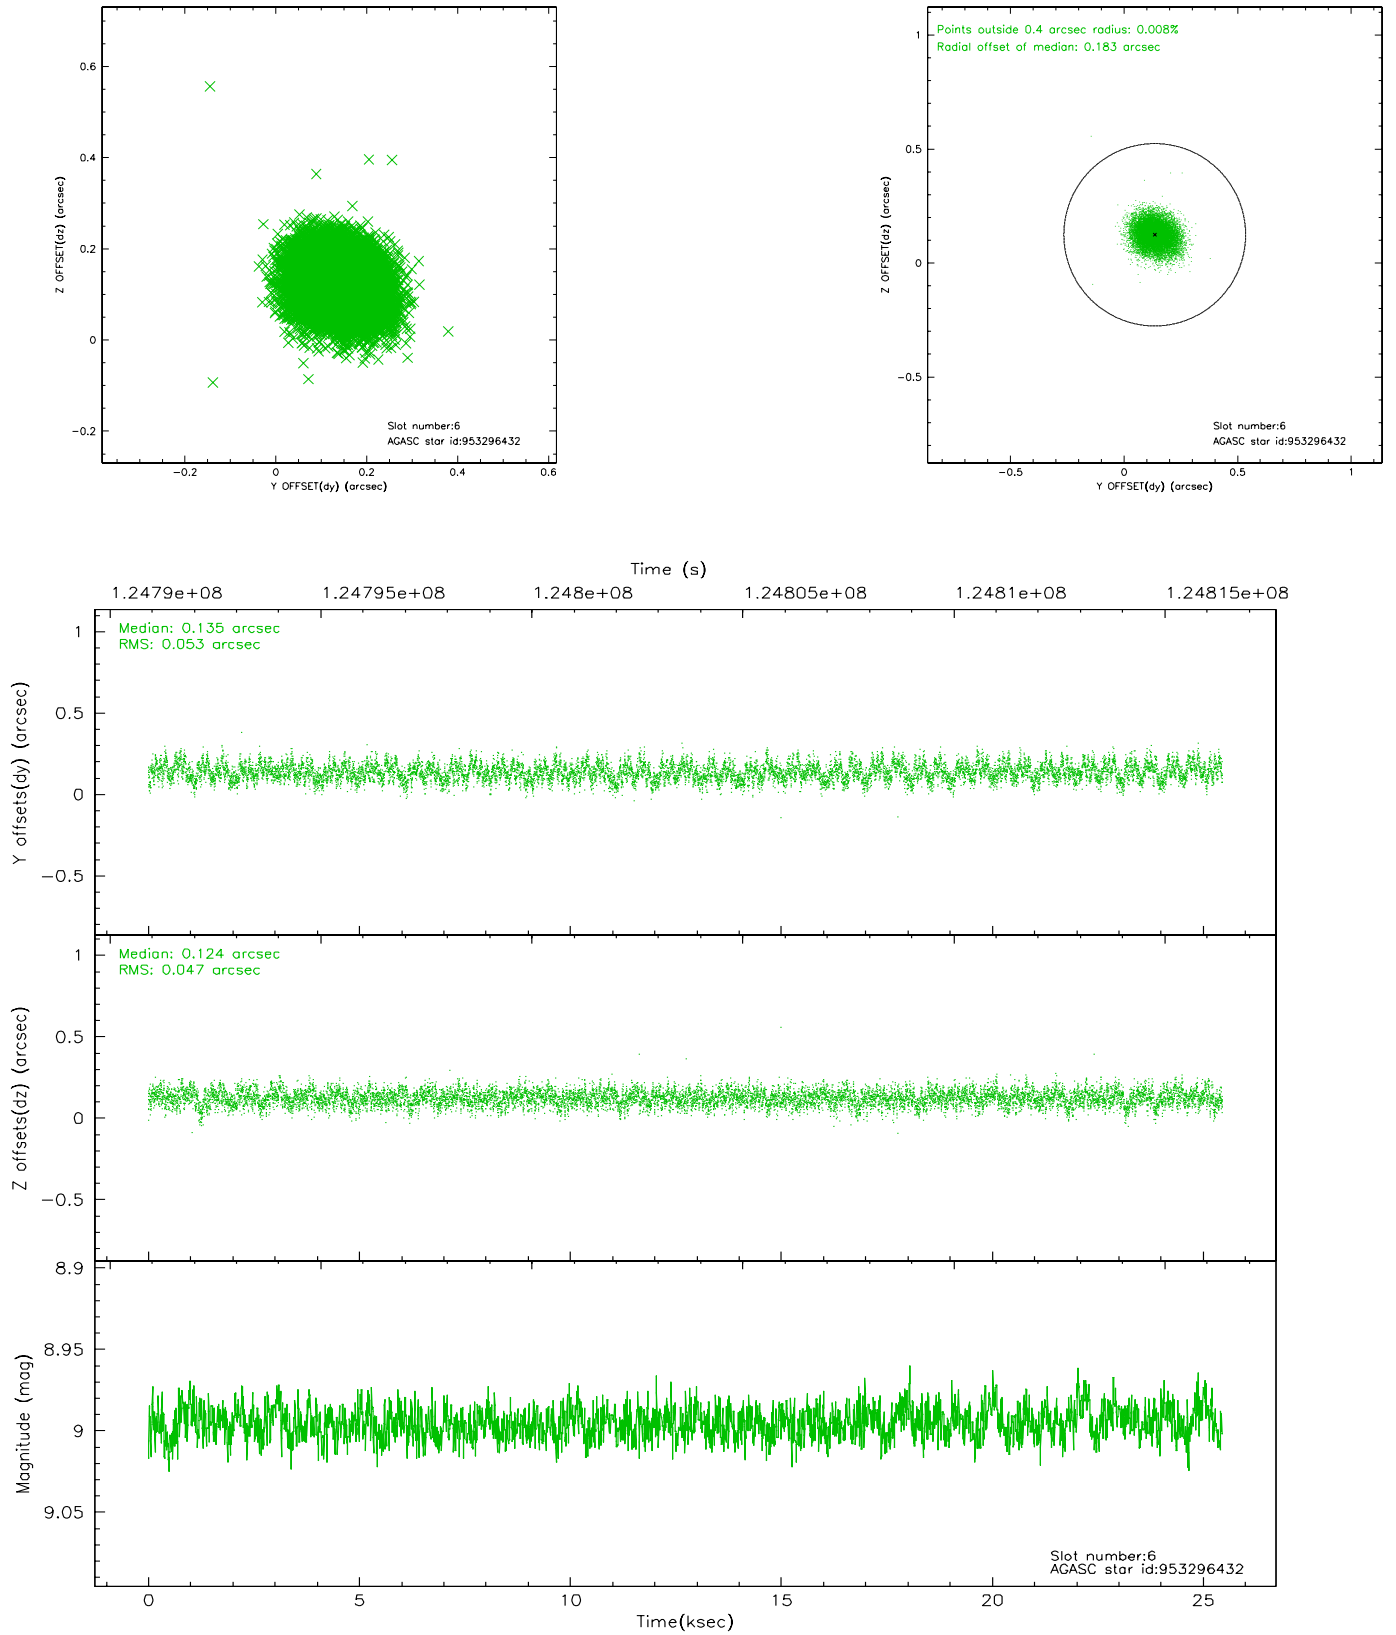 0.6
0.4
0.2
0
−0.2
Z OFFSET(dz) (arcsec)
Slot number:6
AGASC star id:953296432
−0.2 0 0.2 0.4 0.6
Y OFFSET(dy) (arcsec)
Points outside 0.4 arcsec radius: 0.008%
Radial offset of median: 0.183 arcsec
1
0.5
0
−0.5
Z OFFSET(dz) (arcsec)
Slot number:6
AGASC star id:953296432
−0.5 0 0.5 1
Y OFFSET(dy) (arcsec)
Time (s)
1.2479e+08 1.24795e+08 1.248e+08 1.24805e+08 1.2481e+08 1.24815e+08
Median: 0.135 arcsec
RMS: 0.053 arcsec
1
0.5
0
−0.5
Y offsets(dy) (arcsec)
Median: 0.124 arcsec
RMS: 0.047 arcsec
1
0.5
0
−0.5
Z offsets(dz) (arcsec)
8.9
8.95
9
9.05
Magnitude (mag)
Slot number:6
AGASC star id:953296432
0 5 10 15 20 25
Time(ksec)